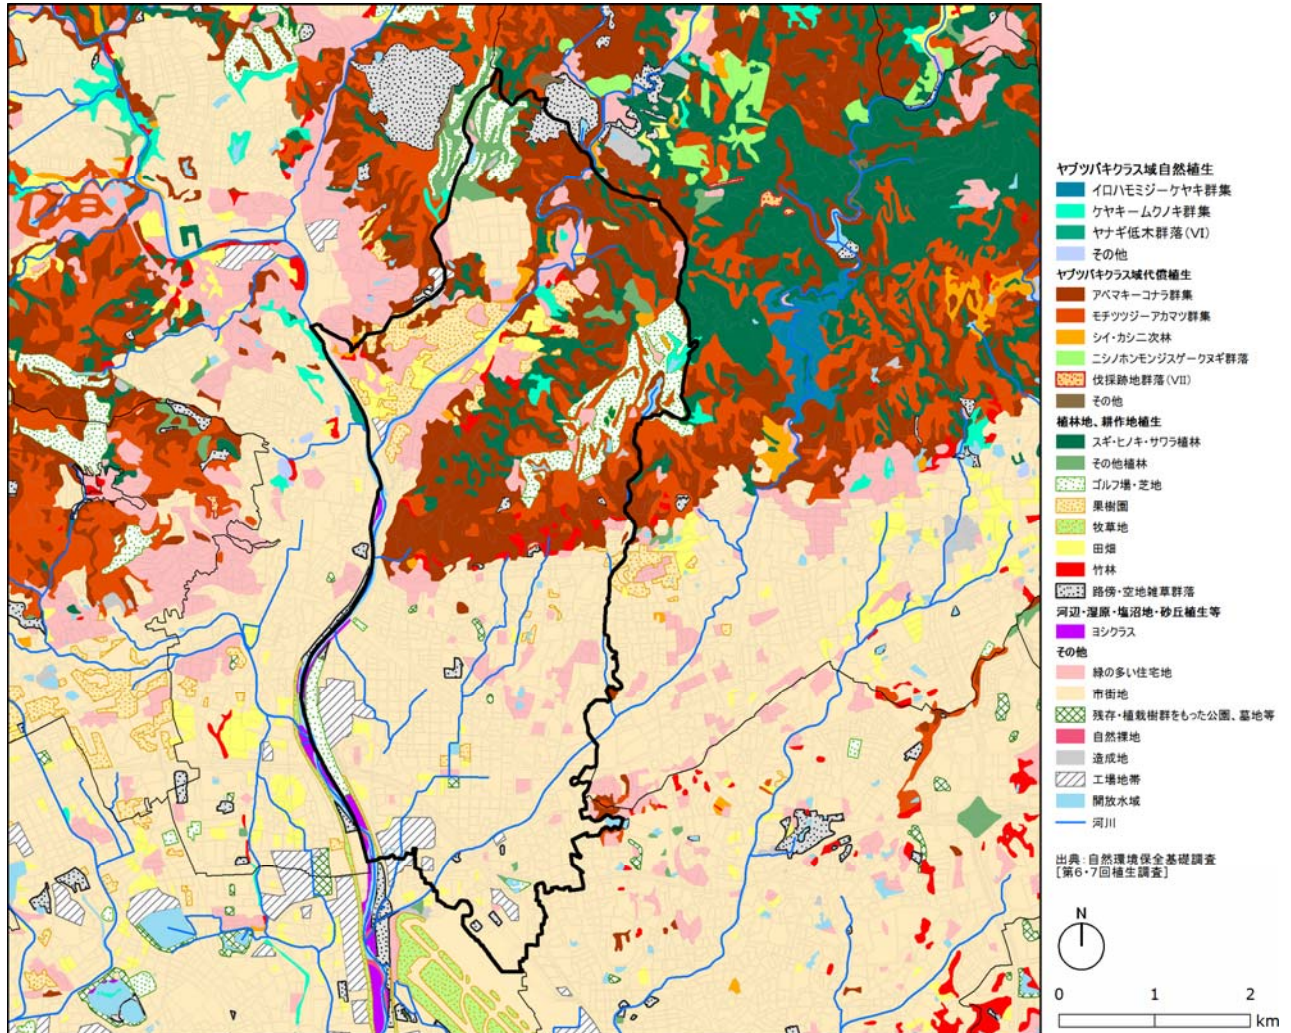 ヤブツバキクラス域自然植生
イロハモミジーケヤキ群集
ケヤキームクノキ群集
ヤナギ低木群落(Ⅵ)
その他
ヤブツバキクラス域代償植生
アベマキーコナラ群集
モチツツジーアカマツ群集
シイ・カシ二次林
ニシノホンモンジスゲークヌギ群落
伐採跡地群落(Ⅶ)
その他
植林地、耕作地植生
スギ・ヒノキ・サワラ植林
その他植林
ゴルフ場・芝地
果樹園
牧草地
田畑
竹林
路傍・空地雑草群落
河辺・湿原・塩沼地・砂丘植生等
ヨシクラス
その他
緑の多い住宅地
市街地
残存・植栽樹群をもった公園、墓地等
自然裸地
造成地
工場地帯
開放水域
河川
出典:自然環境保全基礎調査
[第6・7回植生調査]
N
0 1 2
km